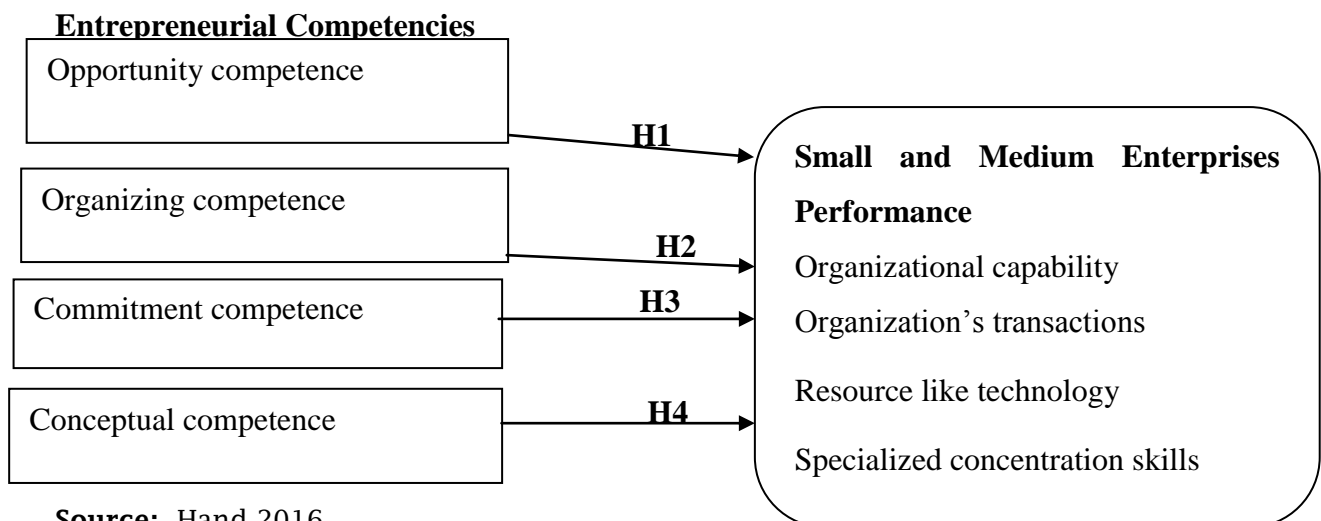 Entrepreneurial Competencies
Opportunity competence
H1
Organizing competence
H2
Commitment competence
H3
Conceptual competence
H4
Small and Medium Enterprises
Performance
Organizational capability
Organization's transactions
Resource like technology
Specialized concentration skills
Source: Hand 2016